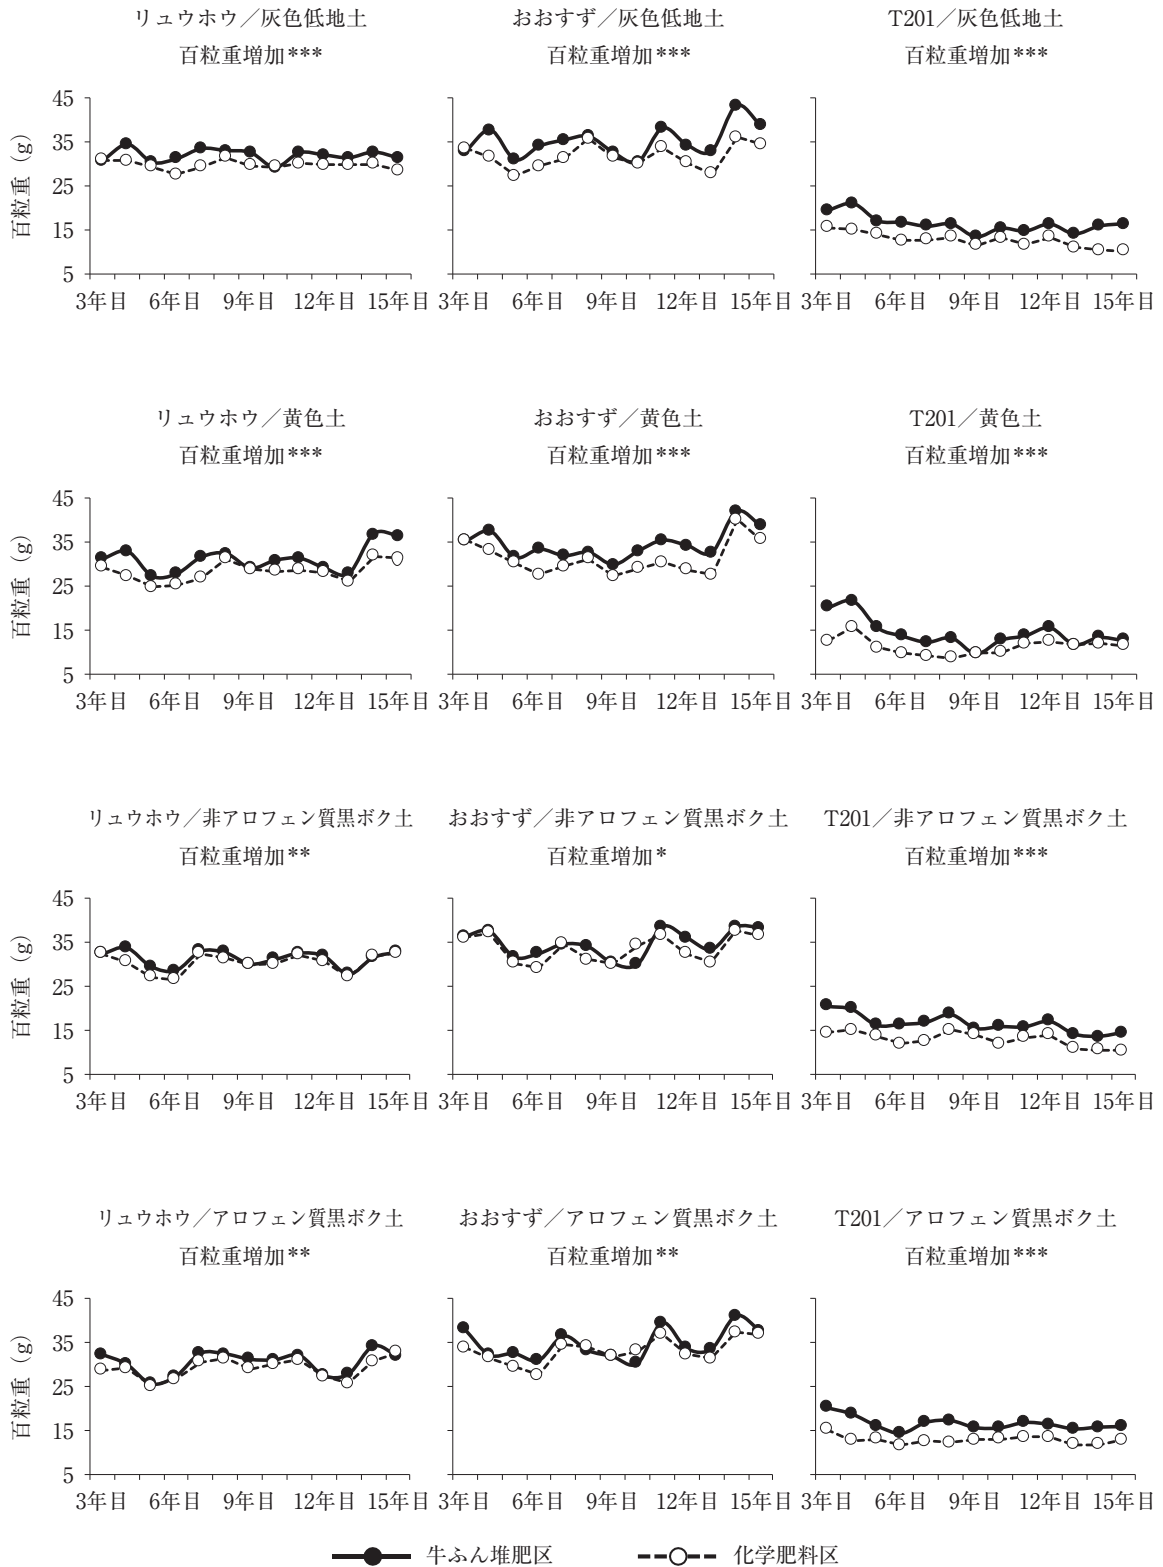 リュウホウ／灰色低地土 おおすず／灰色低地土 T201／灰色低地土
百粒重増加*** 百粒重増加*** 百粒重増加***
百粒重（g）
45
35
25
15
5
3年目 6年目 9年目 12年目 15年目 3年目 6年目 9年目 12年目 15年目 3年目 6年目 9年目 12年目 15年目
リュウホウ／黄色土 おおすず／黄色土 T201／黄色土
百粒重増加*** 百粒重増加*** 百粒重増加***
百粒重（g）
45
35
25
15
5
3年目 6年目 9年目 12年目 15年目 3年目 6年目 9年目 12年目 15年目 3年目 6年目 9年目 12年目 15年目
リュウホウ／非アロフェン質黒ボク土 おおすず／非アロフェン質黒ボク土 T201／非アロフェン質黒ボク土
百粒重増加** 百粒重増加* 百粒重増加***
百粒重（g）
45
35
25
15
5
3年目 6年目 9年目 12年目 15年目 3年目 6年目 9年目 12年目 15年目 3年目 6年目 9年目 12年目 15年目
リュウホウ／アロフェン質黒ボク土 おおすず／アロフェン質黒ボク土 T201／アロフェン質黒ボク土
百粒重増加** 百粒重増加** 百粒重増加***
百粒重（g）
45
35
25
15
5
3年目 6年目 9年目 12年目 15年目 3年目 6年目 9年目 12年目 15年目 3年目 6年目 9年目 12年目 15年目
牛ふん堆肥区 化学肥料区